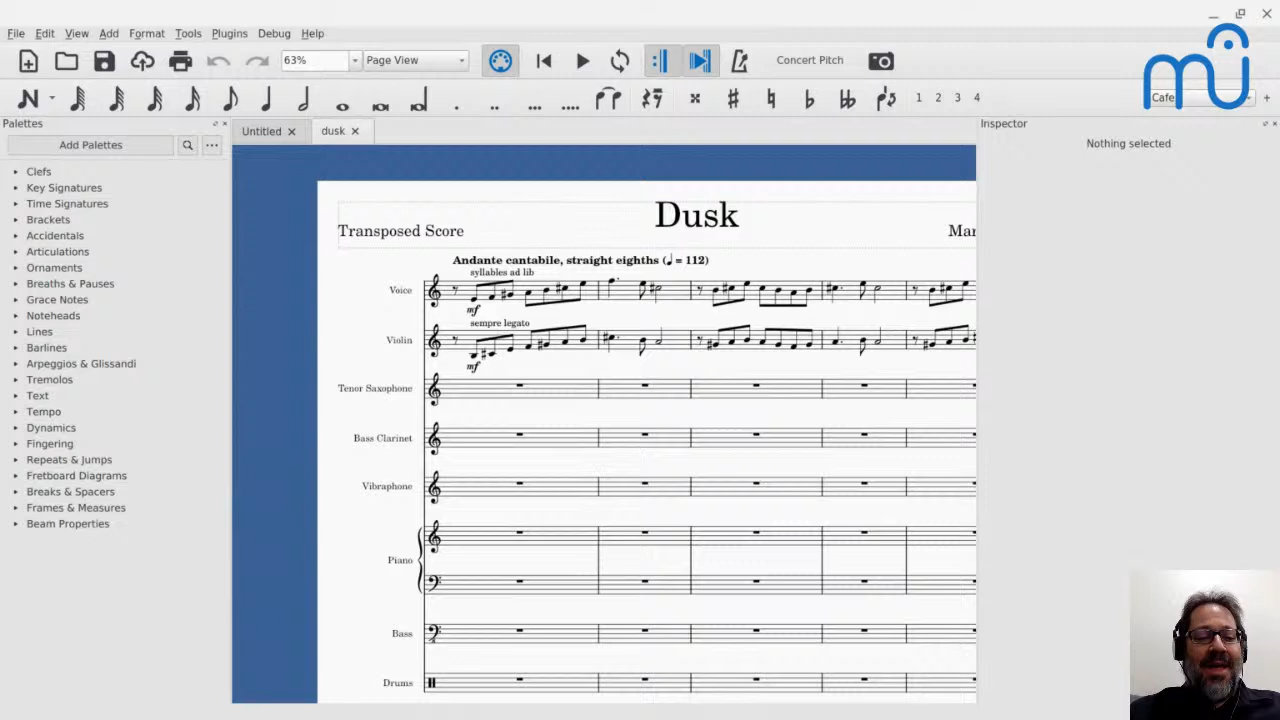 File Edit View Add Format Tools Plugins Debug Help
63% Page View Concert Pitch
1 2 3 4
Palettes
Untitled dusk
Inspector
Add Palettes
Nothing selected
Clefs
Key Signatures
Time Signatures
Brackets
Accidentals
Articulations
Ornaments
Breaths & Pauses
Grace Notes
Noteheads
Lines
Barlines
Arpeggios & Glissandi
Tremolos
Text
Tempo
Dynamics
Fingering
Repeats & Jumps
Fretboard Diagrams
Breaks & Spacers
Frames & Measures
Beam Properties
Dusk
Transposed Score
Andante cantabile, straight eighths (♩ = 112)
syllables ad lib
Voice
mf
sempre legato
Violin
mf
Tenor Saxophone
Bass Clarinet
Vibraphone
Piano
Bass
Drums